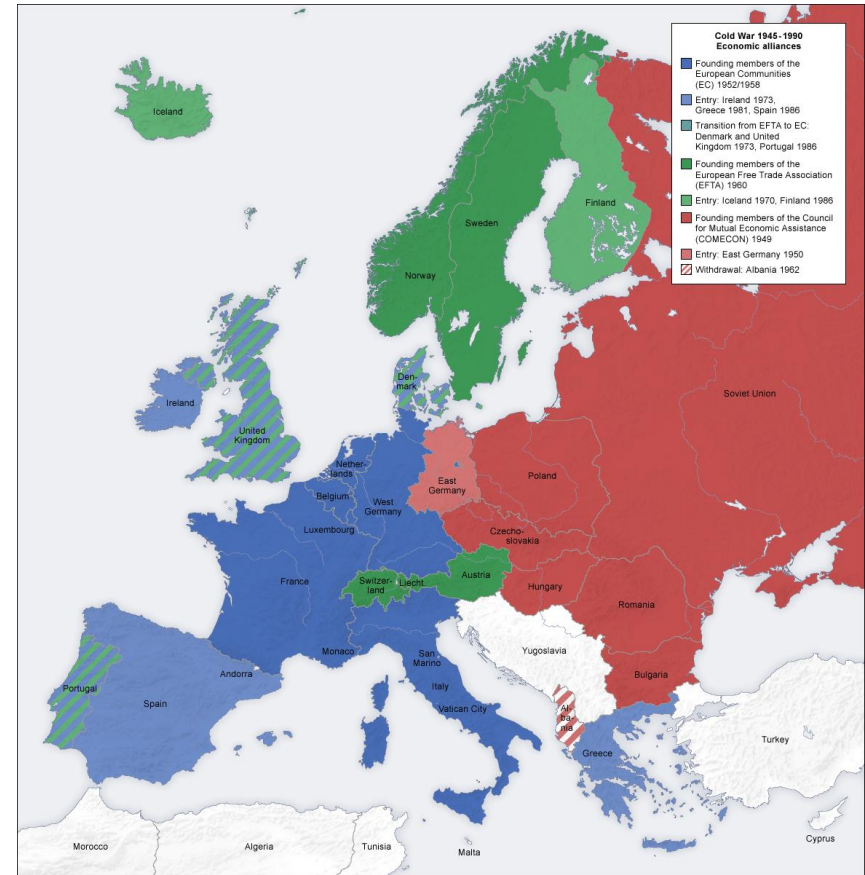 Cold War 1945-1990
Economic alliances
Founding members of the
European Communities
(EC) 1952/1958
Entry: Ireland 1973,
Greece 1981, Spain 1986
Transition from EFTA to EC:
Denmark and United
Kingdom 1973, Portugal 1986
Founding members of the
European Free Trade Association
(EFTA) 1960
Entry: Iceland 1970, Finland 1986
Founding members of the Council
for Mutual Economic Assistance
(COMECON) 1949
Entry: East Germany 1950
Withdrawal: Albania 1962
Iceland
Finland
Sweden
Norway
Den-
mark
Ireland
United
Kingdom
Soviet Union
Nether-
lands
Belgium
West
Germany
East
Germany
Poland
Luxembourg
Czecho-
slovakia
France
Switzer-
land
Liecht.
Austria
Hungary
Romania
Monaco
San
Marino
Yugoslavia
Andorra
Italy
Bulgaria
Portugal
Spain
Vatican City
Al-
ba-
nia
Greece
Turkey
Morocco
Algeria
Tunisia
Malta
Cyprus